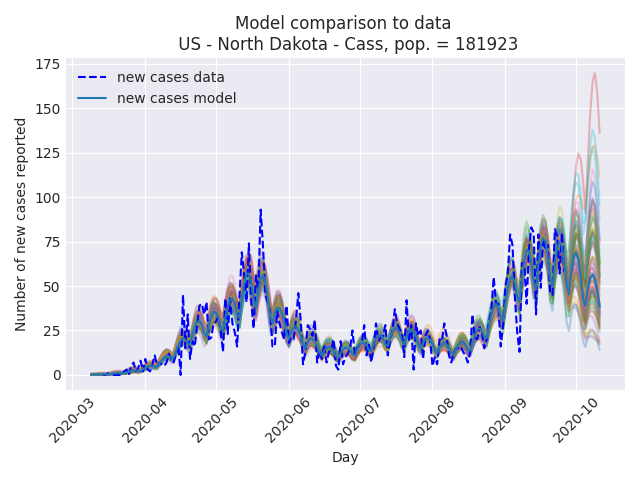 Model comparison to data
US - North Dakota - Cass, pop. = 181923
new cases data
new cases model
Number of new cases reported
175
150
125
100
75
50
25
0
2020-03
2020-04
2020-05
2020-06
2020-07
2020-08
2020-09
2020-10
Day